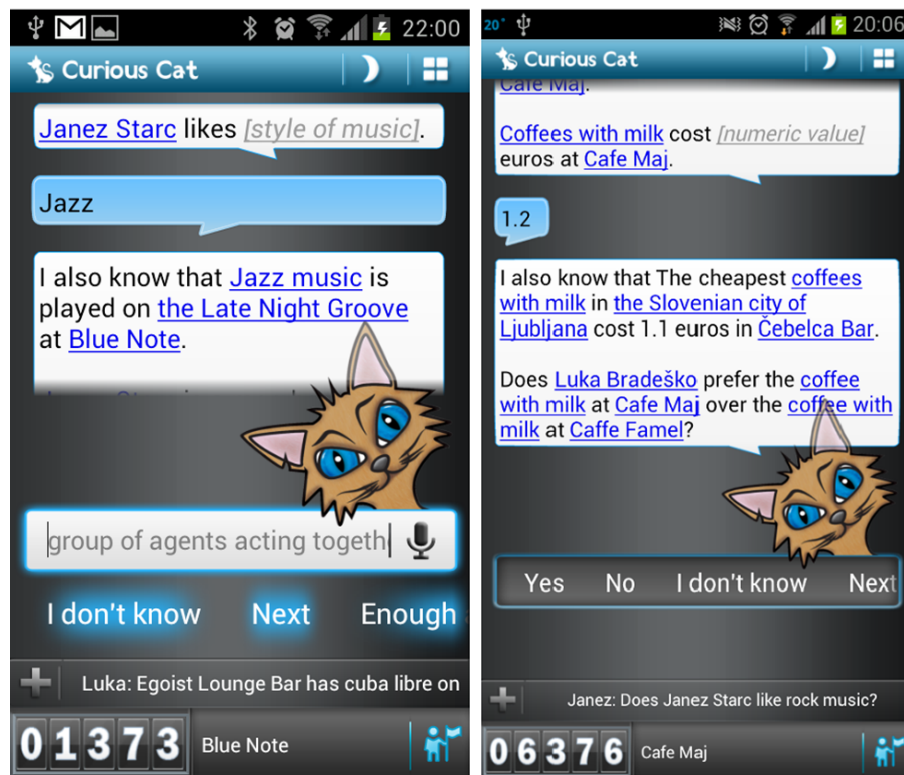 22:00
Curious Cat
Janez Starc likes [style of music].
Jazz
I also know that Jazz music is
played on the Late Night Groove
at Blue Note.
group of agents acting togeth
I don't know Next Enough
Luka: Egoist Lounge Bar has cuba libre on
01373 Blue Note
20° 20:06
Curious Cat
Cafe Maj.
Coffees with milk cost [numeric value]
euros at Cafe Maj.
1.2
I also know that The cheapest coffees
with milk in the Slovenian city of
Ljubljana cost 1.1 euros in Čebelca Bar.
Does Luka Bradeško prefer the coffee
with milk at Cafe Maj over the coffee with
milk at Caffe Famel?
Yes No I don't know Next
Janez: Does Janez Starc like rock music?
06376 Cafe Maj